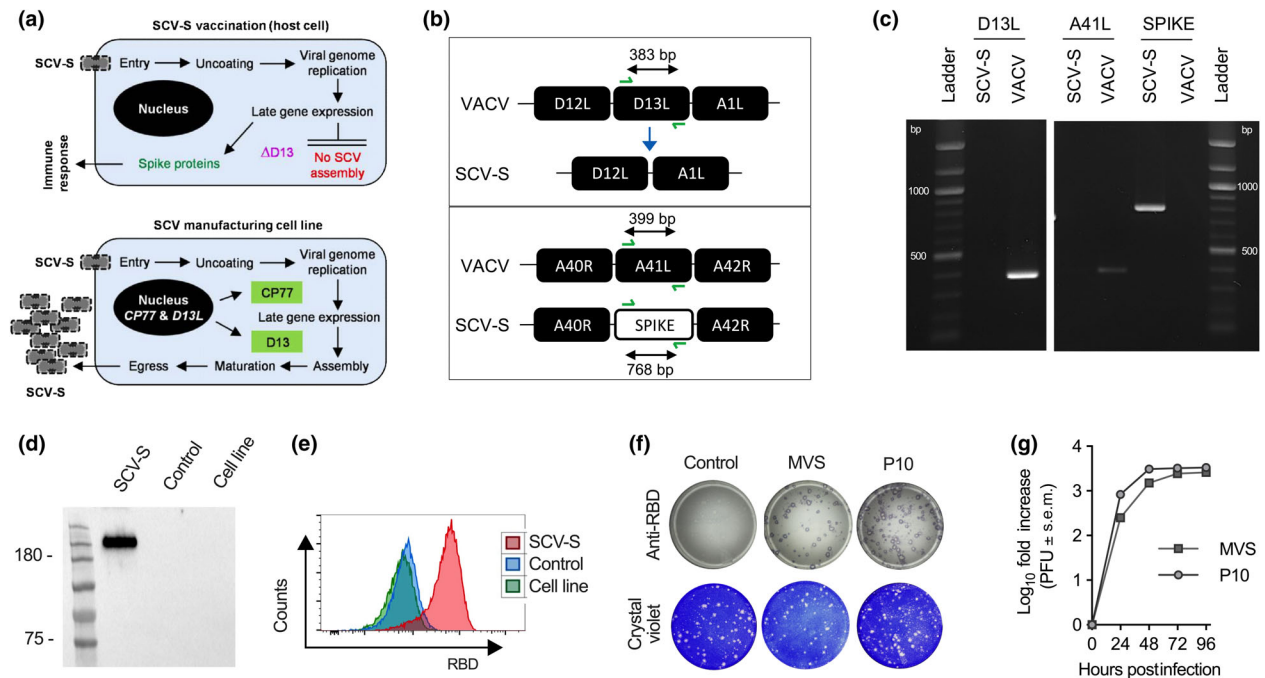 (a)
SCV-S vaccination (host cell)
SCV-S
Entry
Uncoating
Viral genome
replication
Nucleus
Late gene expression
ΔD13
Spike proteins
No SCV
assembly
Immune
response
SCV manufacturing cell line
SCV-S
Entry
Uncoating
Viral genome
replication
Nucleus
CP77 & D13L
CP77
Late gene expression
D13
Egress
Maturation
Assembly
SCV-S
(b)
383 bp
VACV
D12L
D13L
A1L
SCV-S
D12L
A1L
399 bp
VACV
A40R
A41L
A42R
SCV-S
A40R
SPIKE
A42R
768 bp
(c)
D13L
A41L
SPIKE
Ladder
SCV-S
VACV
SCV-S
VACV
SCV-S
VACV
Ladder
bp
1000
500
bp
1000
500
(d)
SCV-S
Control
Cell line
180 -
75 -
(e)
SCV-S
Control
Cell line
Counts
RBD
(f)
Control
MVS
P10
Anti-RBD
Crystal
violet
(g)
Log10 fold increase
(PFU ± s.e.m.)
4
3
2
1
0
0 24 48 72 96
Hours postinfection
MVS
P10